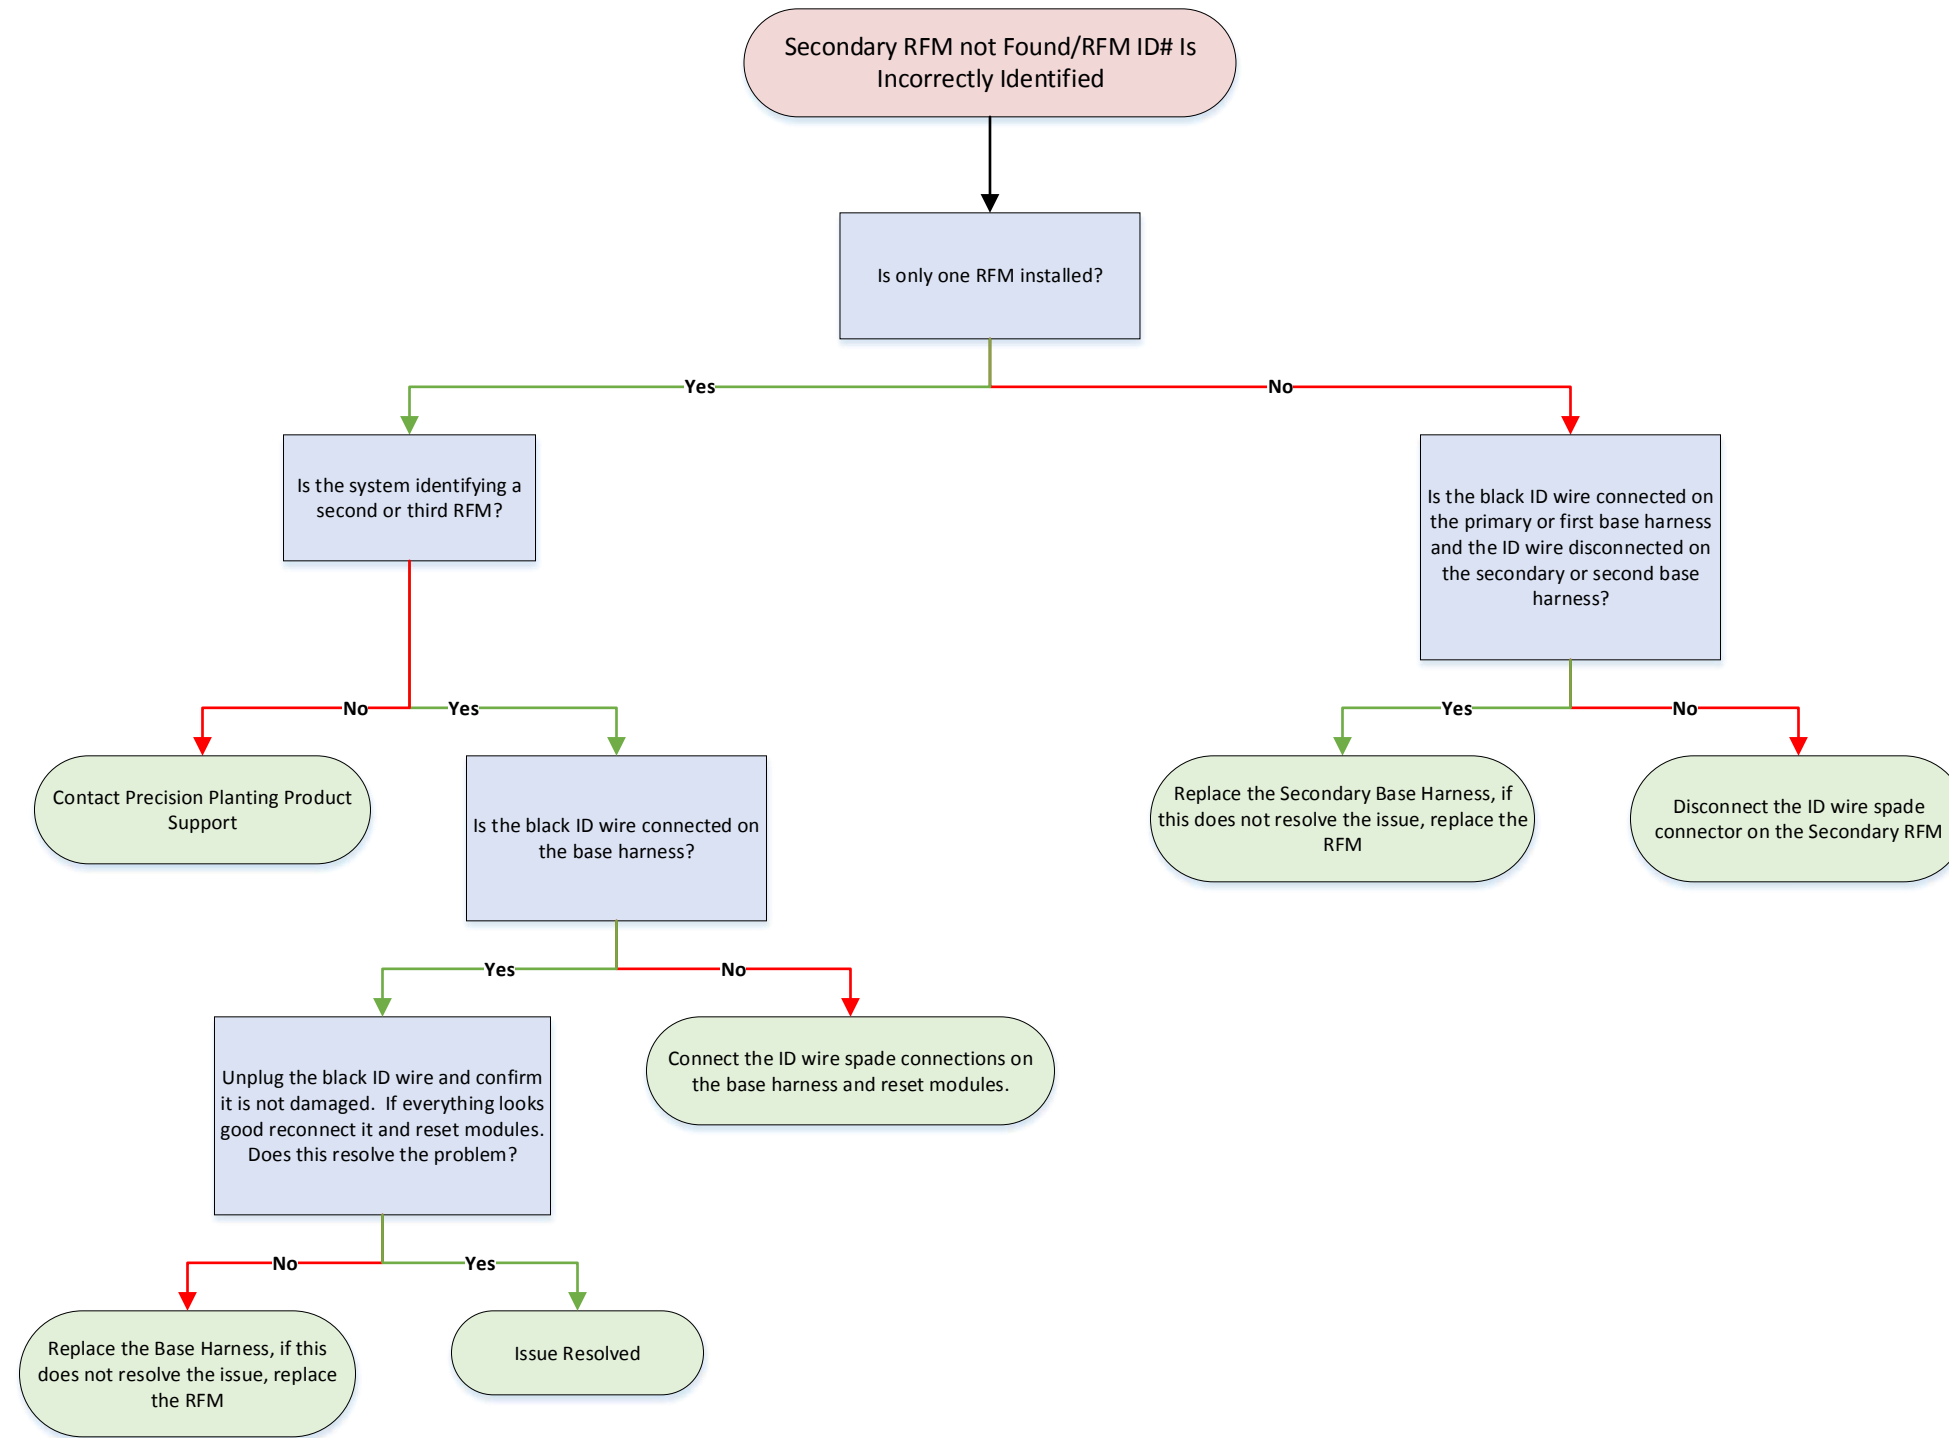 Secondary RFM not Found/RFM ID# Is
Incorrectly Identified
Is only one RFM installed?
Yes
No
Is the system identifying a
second or third RFM?
Is the black ID wire connected on
the primary or first base harness
and the ID wire disconnected on
the secondary or second base
harness?
No
Yes
Yes
No
Contact Precision Planting Product
Support
Is the black ID wire connected on
the base harness?
Replace the Secondary Base Harness, if
this does not resolve the issue, replace the
RFM
Disconnect the ID wire spade
connector on the Secondary RFM
Yes
No
Unplug the black ID wire and confirm
it is not damaged.  If everything looks
good reconnect it and reset modules.
Does this resolve the problem?
Connect the ID wire spade connections on
the base harness and reset modules.
No
Yes
Replace the Base Harness, if this
does not resolve the issue, replace
the RFM
Issue Resolved